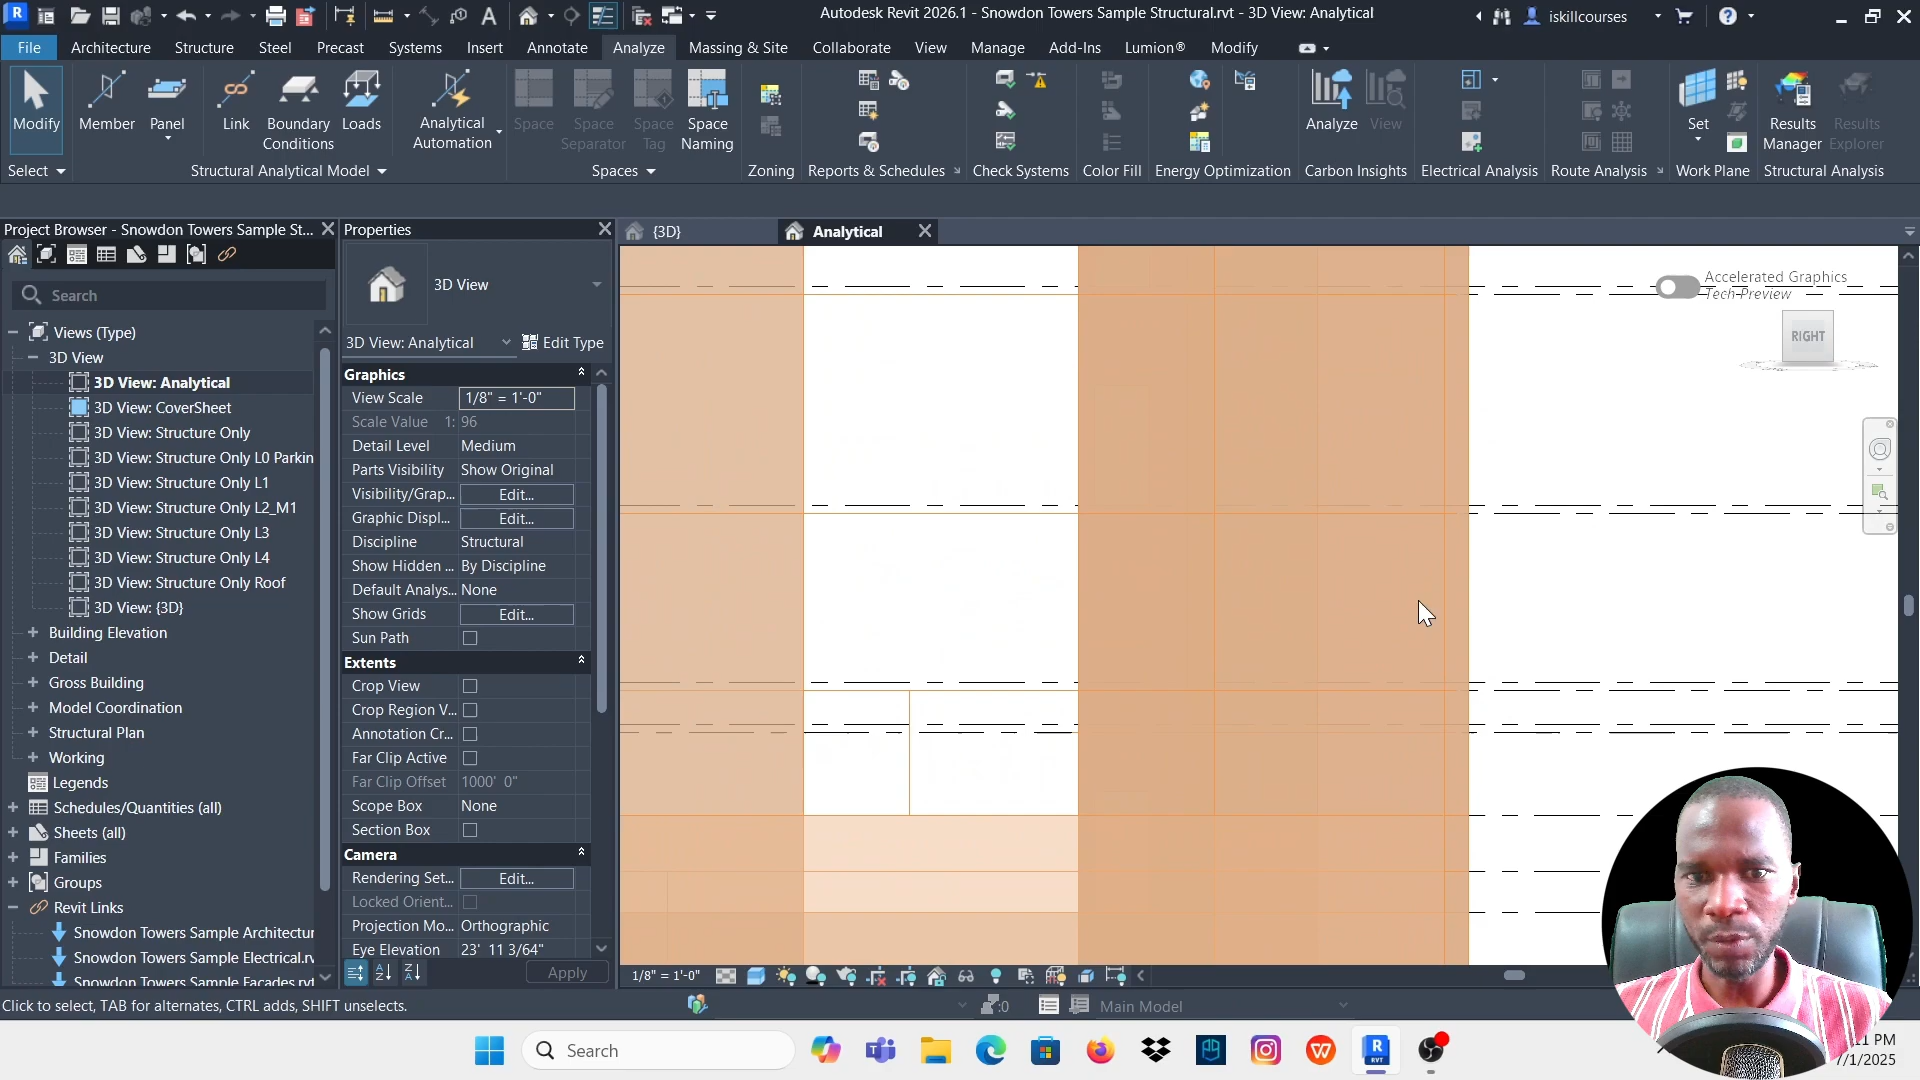 Autodesk Revit 2026.1 - Snowdon Towers Sample Structural.rvt - 3D View: Analytical
iskillcourses
File Architecture Structure Steel Precast Systems Insert Annotate Analyze Massing & Site Collaborate View Manage Add-Ins Lumion® Modify
Modify
Member
Panel
Link
Boundary
Conditions
Loads
Analytical
Automation
Space
Space
Separator
Space
Tag
Space
Naming
Analyze
View
Set
Results
Manager
Results
Explorer
Select
Structural Analytical Model
Spaces
Zoning
Reports & Schedules
Check Systems
Color Fill
Energy Optimization
Carbon Insights
Electrical Analysis
Route Analysis
Work Plane
Structural Analysis
Project Browser - Snowdon Towers Sample St...
Search
Views (Type)
3D View
3D View: Analytical
3D View: CoverSheet
3D View: Structure Only
3D View: Structure Only L0 Parkin
3D View: Structure Only L1
3D View: Structure Only L2_M1
3D View: Structure Only L3
3D View: Structure Only L4
3D View: Structure Only Roof
3D View: {3D}
Building Elevation
Detail
Gross Building
Model Coordination
Structural Plan
Working
Legends
Schedules/Quantities (all)
Sheets (all)
Families
Groups
Revit Links
Snowdon Towers Sample Architectur
Snowdon Towers Sample Electrical.rv
Snowdon Towers Sample Facades.rvt
Properties
3D View
3D View: Analytical
Edit Type
Graphics
View Scale 1/8" = 1'-0"
Scale Value 1: 96
Detail Level Medium
Parts Visibility Show Original
Visibility/Grap... Edit...
Graphic Displ... Edit...
Discipline Structural
Show Hidden ... By Discipline
Default Analys... None
Show Grids Edit...
Sun Path
Extents
Crop View
Crop Region V...
Annotation Cr...
Far Clip Active
Far Clip Offset 1000' 0"
Scope Box None
Section Box
Camera
Rendering Set... Edit...
Locked Orient...
Projection Mo... Orthographic
Eye Elevation 23' 11 3/64"
Apply
{3D}
Analytical
Accelerated Graphics
Tech Preview
RIGHT
1/8" = 1'-0"
Click to select, TAB for alternates, CTRL adds, SHIFT unselects.
:0
Main Model
Search
11 PM
7/1/2025